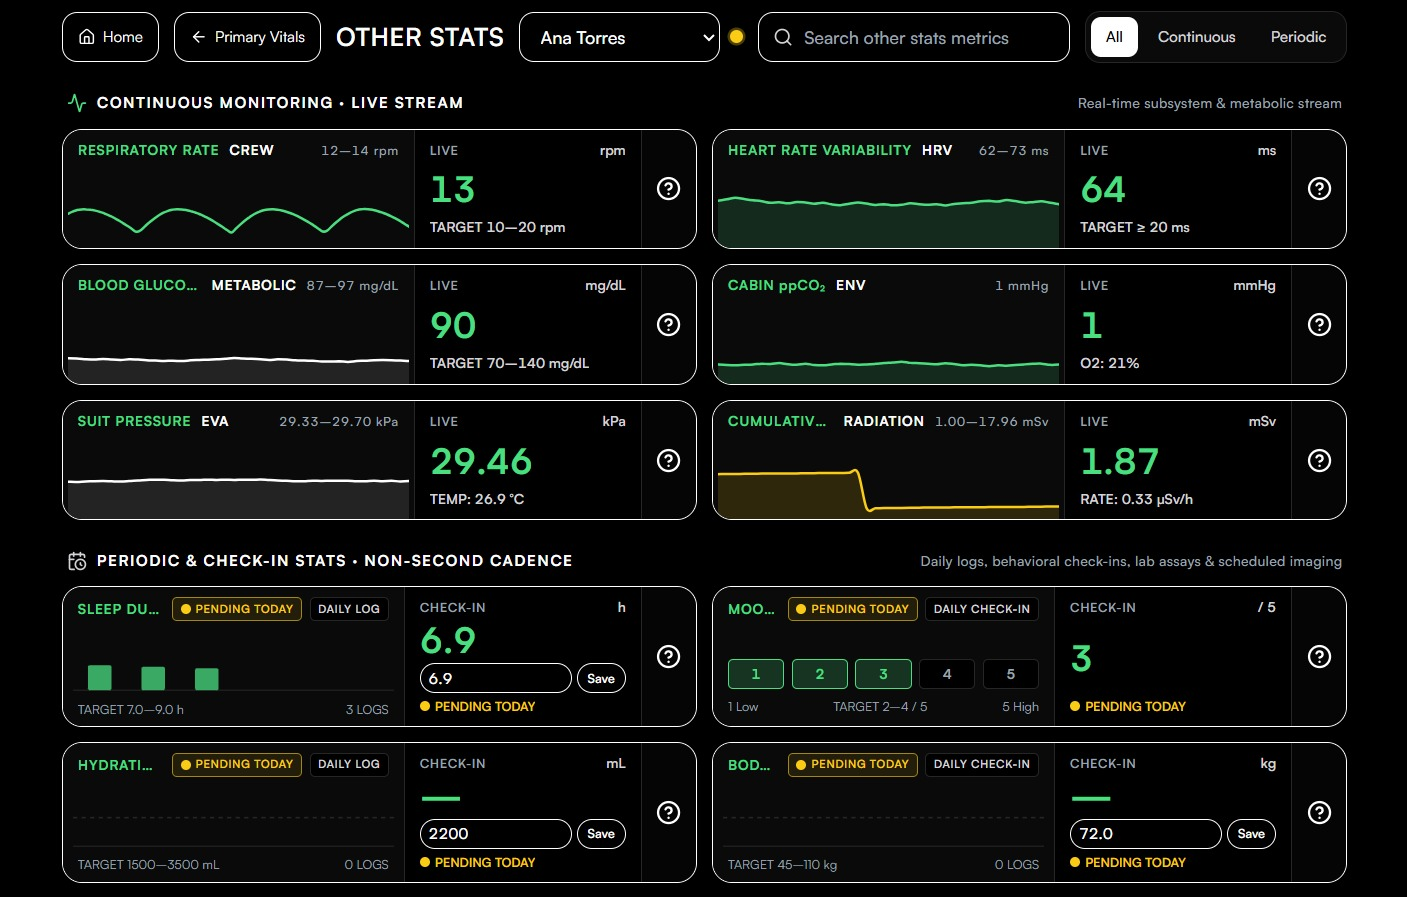 Home
Primary Vitals
OTHER STATS
Ana Torres
Search other stats metrics
All
Continuous
Periodic
CONTINUOUS MONITORING · LIVE STREAM
Real-time subsystem & metabolic stream
RESPIRATORY RATE CREW 12—14 rpm
LIVE rpm
13
TARGET 10—20 rpm
HEART RATE VARIABILITY HRV 62—73 ms
LIVE ms
64
TARGET ≥ 20 ms
BLOOD GLUCO... METABOLIC 87—97 mg/dL
LIVE mg/dL
90
TARGET 70—140 mg/dL
CABIN ppCO₂ ENV 1 mmHg
LIVE mmHg
1
O2: 21%
SUIT PRESSURE EVA 29.33—29.70 kPa
LIVE kPa
29.46
TEMP: 26.9 °C
CUMULATIV... RADIATION 1.00—17.96 mSv
LIVE mSv
1.87
RATE: 0.33 µSv/h
PERIODIC & CHECK-IN STATS · NON-SECOND CADENCE
Daily logs, behavioral check-ins, lab assays & scheduled imaging
SLEEP DU... PENDING TODAY DAILY LOG
TARGET 7.0—9.0 h 3 LOGS
CHECK-IN h
6.9
6.9 Save
PENDING TODAY
MOO... PENDING TODAY DAILY CHECK-IN
1 2 3 4 5
1 Low TARGET 2—4 / 5 5 High
CHECK-IN / 5
3
PENDING TODAY
HYDRATI... PENDING TODAY DAILY LOG
TARGET 1500—3500 mL 0 LOGS
CHECK-IN mL
—
2200 Save
PENDING TODAY
BOD... PENDING TODAY DAILY CHECK-IN
TARGET 45—110 kg 0 LOGS
CHECK-IN kg
—
72.0 Save
PENDING TODAY